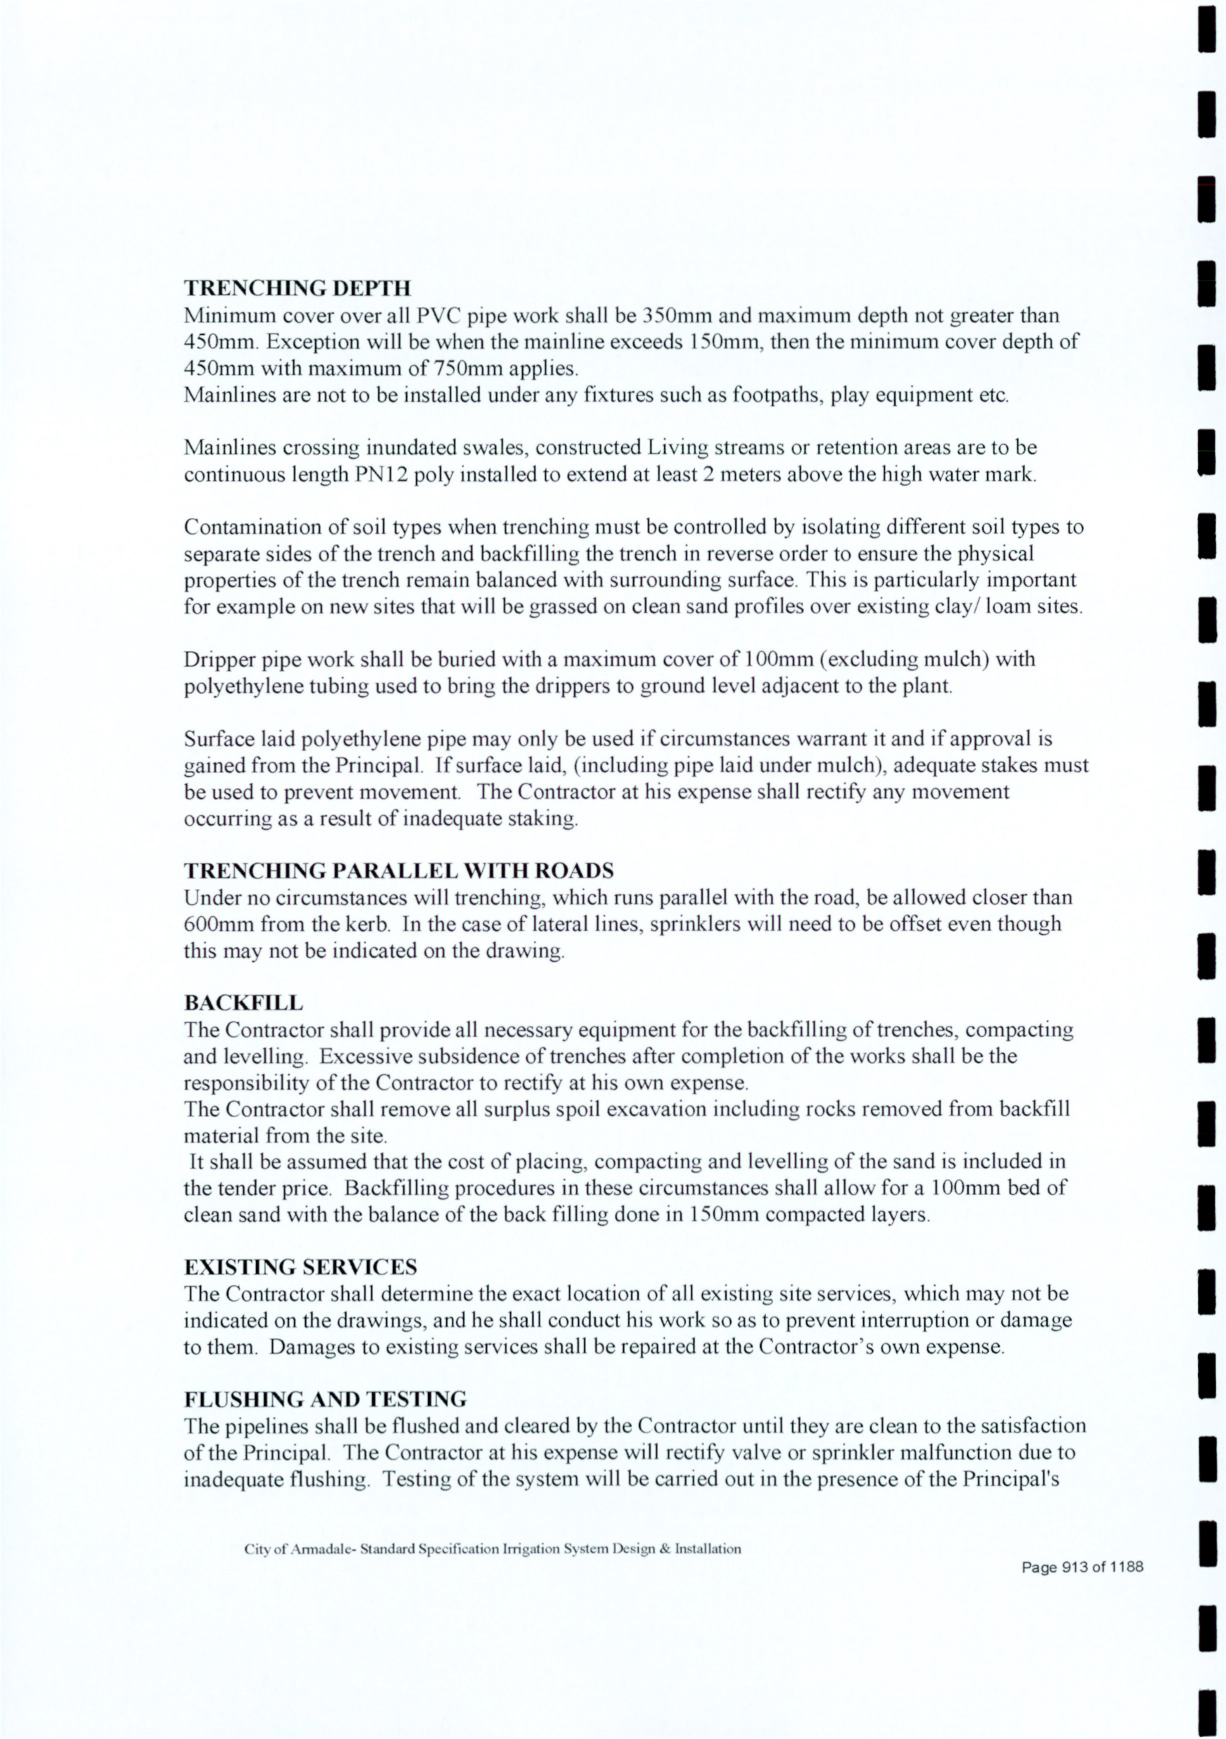 TRENCHING DEPTH
Minimum cover over all PVC pipe work shall be 350mm and maximum depth not greater than
450mm. Exception will be when the mainline exceeds 150mm, then the minimum cover depth of
450mm with maximum of 750mm applies.
Mainlines are not to be installed under any fixtures such as footpaths, play equipment etc.
Mainlines crossing inundated swales, constructed Living streams or retention areas are to be
continuous length PN12 poly installed to extend at least 2 meters above the high water mark.
Contamination of soil types when trenching must be controlled by isolating different soil types to
separate sides of the trench and backfilling the trench in reverse order to ensure the physical
properties of the trench remain balanced with surrounding surface. This is particularly important
for example on new sites that will be grassed on clean sand profiles over existing clay/ loam sites.
Dripper pipe work shall be buried with a maximum cover of 100mm (excluding mulch) with
polyethylene tubing used to bring the drippers to ground level adjacent to the plant.
Surface laid polyethylene pipe may only be used if circumstances warrant it and if approval is
gained from the Principal. If surface laid, (including pipe laid under mulch), adequate stakes must
be used to prevent movement. The Contractor at his expense shall rectify any movement
occurring as a result of inadequate staking.
TRENCHING PARALLEL WITH ROADS
Under no circumstances will trenching, which runs parallel with the road, be allowed closer than
600mm from the kerb. In the case of lateral lines, sprinklers will need to be offset even though
this may not be indicated on the drawing.
BACKFILL
The Contractor shall provide all necessary equipment for the backfilling of trenches, compacting
and levelling. Excessive subsidence of trenches after completion of the works shall be the
responsibility of the Contractor to rectify at his own expense.
The Contractor shall remove all surplus spoil excavation including rocks removed from backfill
material from the site.
It shall be assumed that the cost of placing, compacting and levelling of the sand is included in
the tender price. Backfilling procedures in these circumstances shall allow for a 100mm bed of
clean sand with the balance of the back filling done in 150mm compacted layers.
EXISTING SERVICES
The Contractor shall determine the exact location of all existing site services, which may not be
indicated on the drawings, and he shall conduct his work so as to prevent interruption or damage
to them. Damages to existing services shall be repaired at the Contractor's own expense.
FLUSHING AND TESTING
The pipelines shall be flushed and cleared by the Contractor until they are clean to the satisfaction
of the Principal. The Contractor at his expense will rectify valve or sprinkler malfunction due to
inadequate flushing. Testing of the system will be carried out in the presence of the Principal's
City of Armadale- Standard Specification Irrigation System Design & Installation
Page 913 of 1188